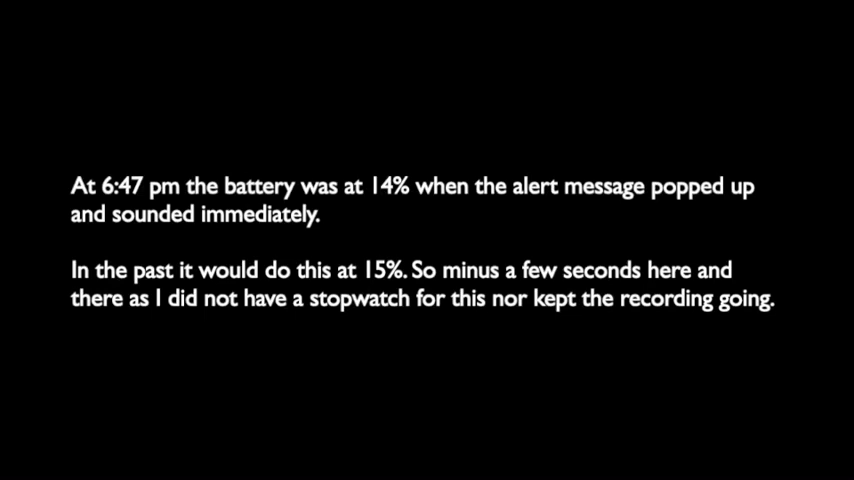 At 6:47 pm the battery was at 14% when the alert message popped up
and sounded immediately.
In the past it would do this at 15%. So minus a few seconds here and
there as I did not have a stopwatch for this nor kept the recording going.